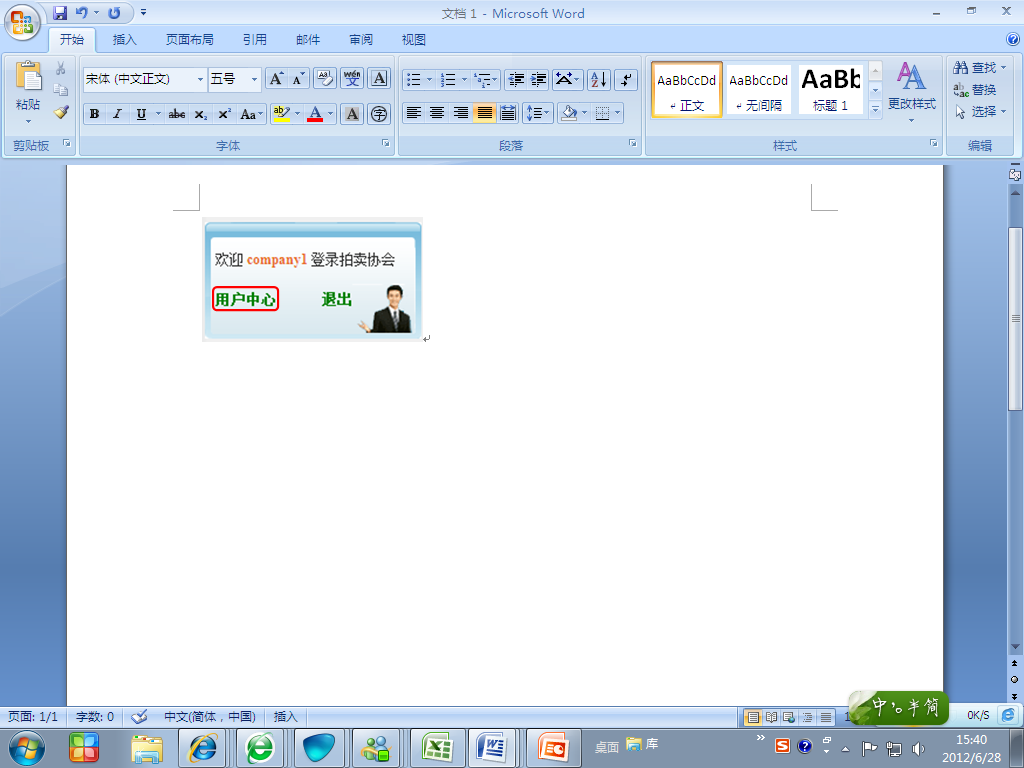 文档 1 - Microsoft Word
开始 插入 页面布局 引用 邮件 审阅 视图
粘贴
剪贴板
宋体 (中文正文) 五号
字体
段落
AaBbCcDd AaBbCcDd AaBb
正文 无间隔 标题 1
更改样式
样式
查找
替换
选择
编辑
欢迎 company1 登录拍卖协会
用户中心 退出
页面: 1/1 字数: 0 中文(简体，中国) 插入
中 半 简
0K/S
桌面 库
15:40
2012/6/28